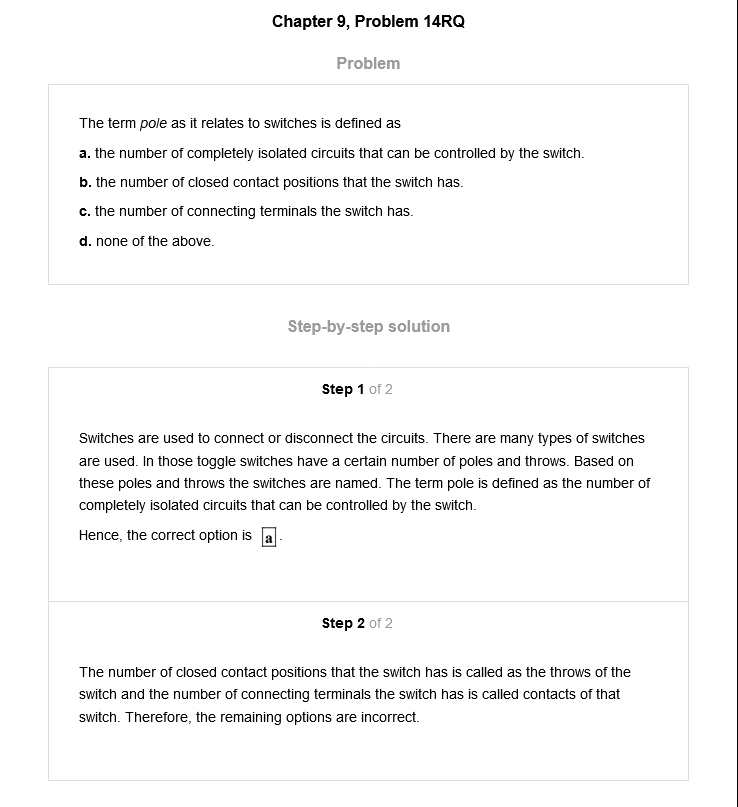 Chapter 9, Problem 14RQ
Problem
The term pole as it relates to switches is defined as
a. the number of completely isolated circuits that can be controlled by the switch.
b. the number of closed contact positions that the switch has.
c. the number of connecting terminals the switch has.
d. none of the above.
Step-by-step solution
Step 1 of 2
Switches are used to connect or disconnect the circuits. There are many types of switches
are used. In those toggle switches have a certain number of poles and throws. Based on
these poles and throws the switches are named. The term pole is defined as the number of
completely isolated circuits that can be controlled by the switch.
Hence, the correct option is a.
Step 2 of 2
The number of closed contact positions that the switch has is called as the throws of the
switch and the number of connecting terminals the switch has is called contacts of that
switch. Therefore, the remaining options are incorrect.